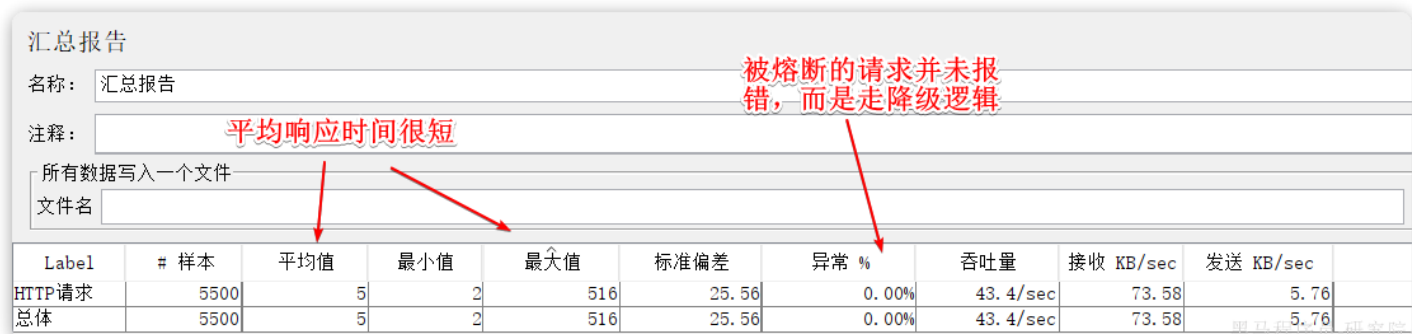 汇总报告
名称： 汇总报告
被熔断的请求并未报
错，而是走降级逻辑
注释：
平均响应时间很短
所有数据写入一个文件
文件名
Label # 样本 平均值 最小值 最大值 标准偏差 异常 % 吞吐量 接收 KB/sec 发送 KB/sec
HTTP请求 5500 5 2 516 25.56 0.00% 43.4/sec 73.58 5.76
总体 5500 5 2 516 25.56 0.00% 43.4/sec 73.58 5.76